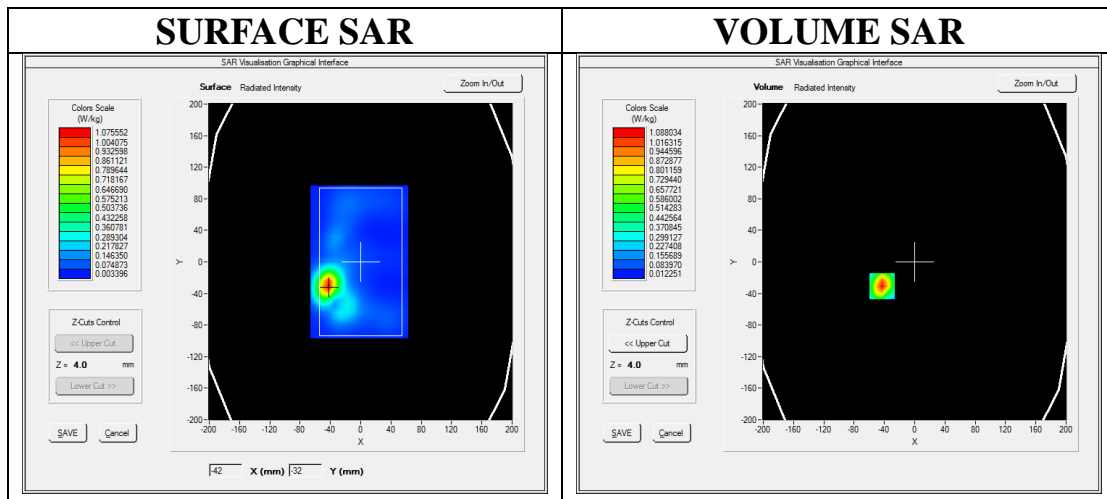 SURFACE SAR
SAR Visualisation Graphical Interface
Surface Radiated Intensity
Zoom In/Out
Colors Scale
(W/kg)
1.075552
1.004075
0.932598
0.861121
0.789644
0.718167
0.646690
0.575213
0.503736
0.432258
0.360781
0.289304
0.217827
0.146350
0.074873
0.003396
Z-Cuts Control
<< Upper Cut
Z = 4.0 mm
Lower Cut >>
SAVE Cancel
200
160
120
80
40
0
-40
-80
-120
-160
-200
Y
-200 -160 -120 -80 -40 0 40 80 120 160 200
X
-42 X (mm) -32 Y (mm)
VOLUME SAR
SAR Visualisation Graphical Interface
Volume Radiated Intensity
Zoom In/Out
Colors Scale
(W/kg)
1.088034
1.016315
0.944596
0.872877
0.801159
0.729440
0.657721
0.586002
0.514283
0.442564
0.370845
0.299127
0.227408
0.155689
0.083970
0.012251
Z-Cuts Control
<< Upper Cut
Z = 4.0 mm
Lower Cut >>
SAVE Cancel
200
160
120
80
40
0
-40
-80
-120
-160
-200
Y
-200 -160 -120 -80 -40 0 40 80 120 160 200
X